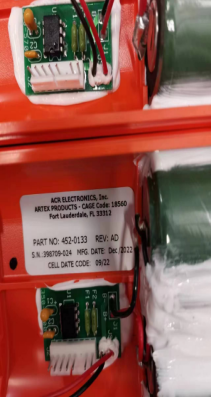 ACR ELECTRONICS, Inc.
ARTEX PRODUCTS - CAGE Code: 18560
Fort Lauderdale, FL 33312
PART NO: 452-0133 REV: AD
S.N.:398709-024 MFG. DATE: Dec /2022
CELL DATE CODE: 09/22